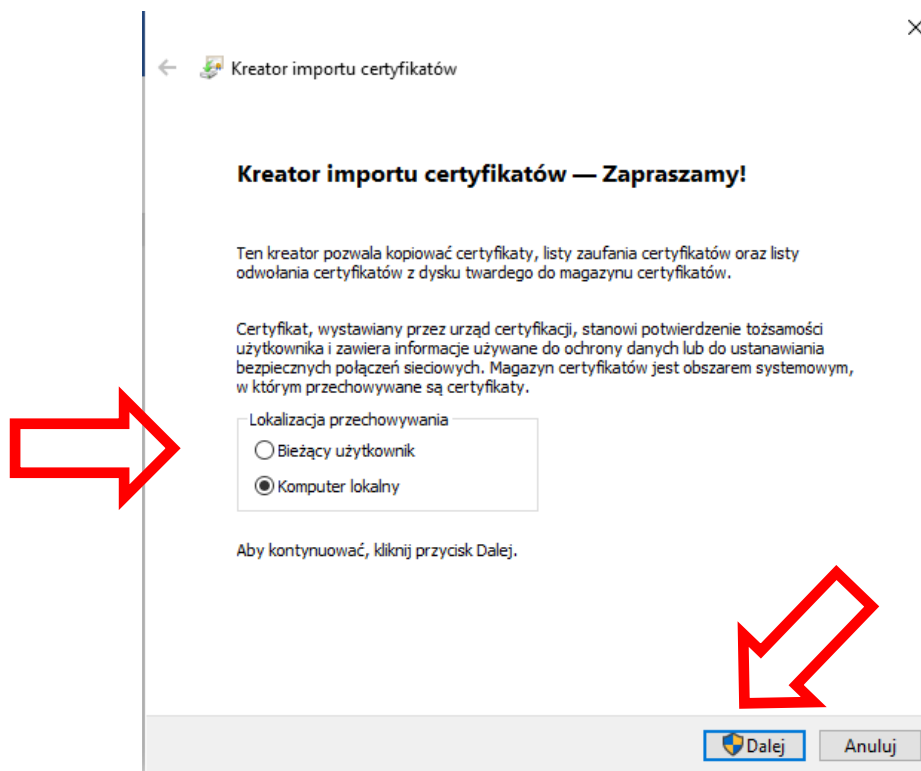 Kreator importu certyfikatów
Kreator importu certyfikatów — Zapraszamy!
Ten kreator pozwala kopiować certyfikaty, listy zaufania certyfikatów oraz listy
odwołania certyfikatów z dysku twardego do magazynu certyfikatów.
Certyfikat, wystawiany przez urząd certyfikacji, stanowi potwierdzenie tożsamości
użytkownika i zawiera informacje używane do ochrony danych lub do ustanawiania
bezpiecznych połączeń sieciowych. Magazyn certyfikatów jest obszarem systemowym,
w którym przechowywane są certyfikaty.
Lokalizacja przechowywania
Bieżący użytkownik
Komputer lokalny
Aby kontynuować, kliknij przycisk Dalej.
Dalej Anuluj